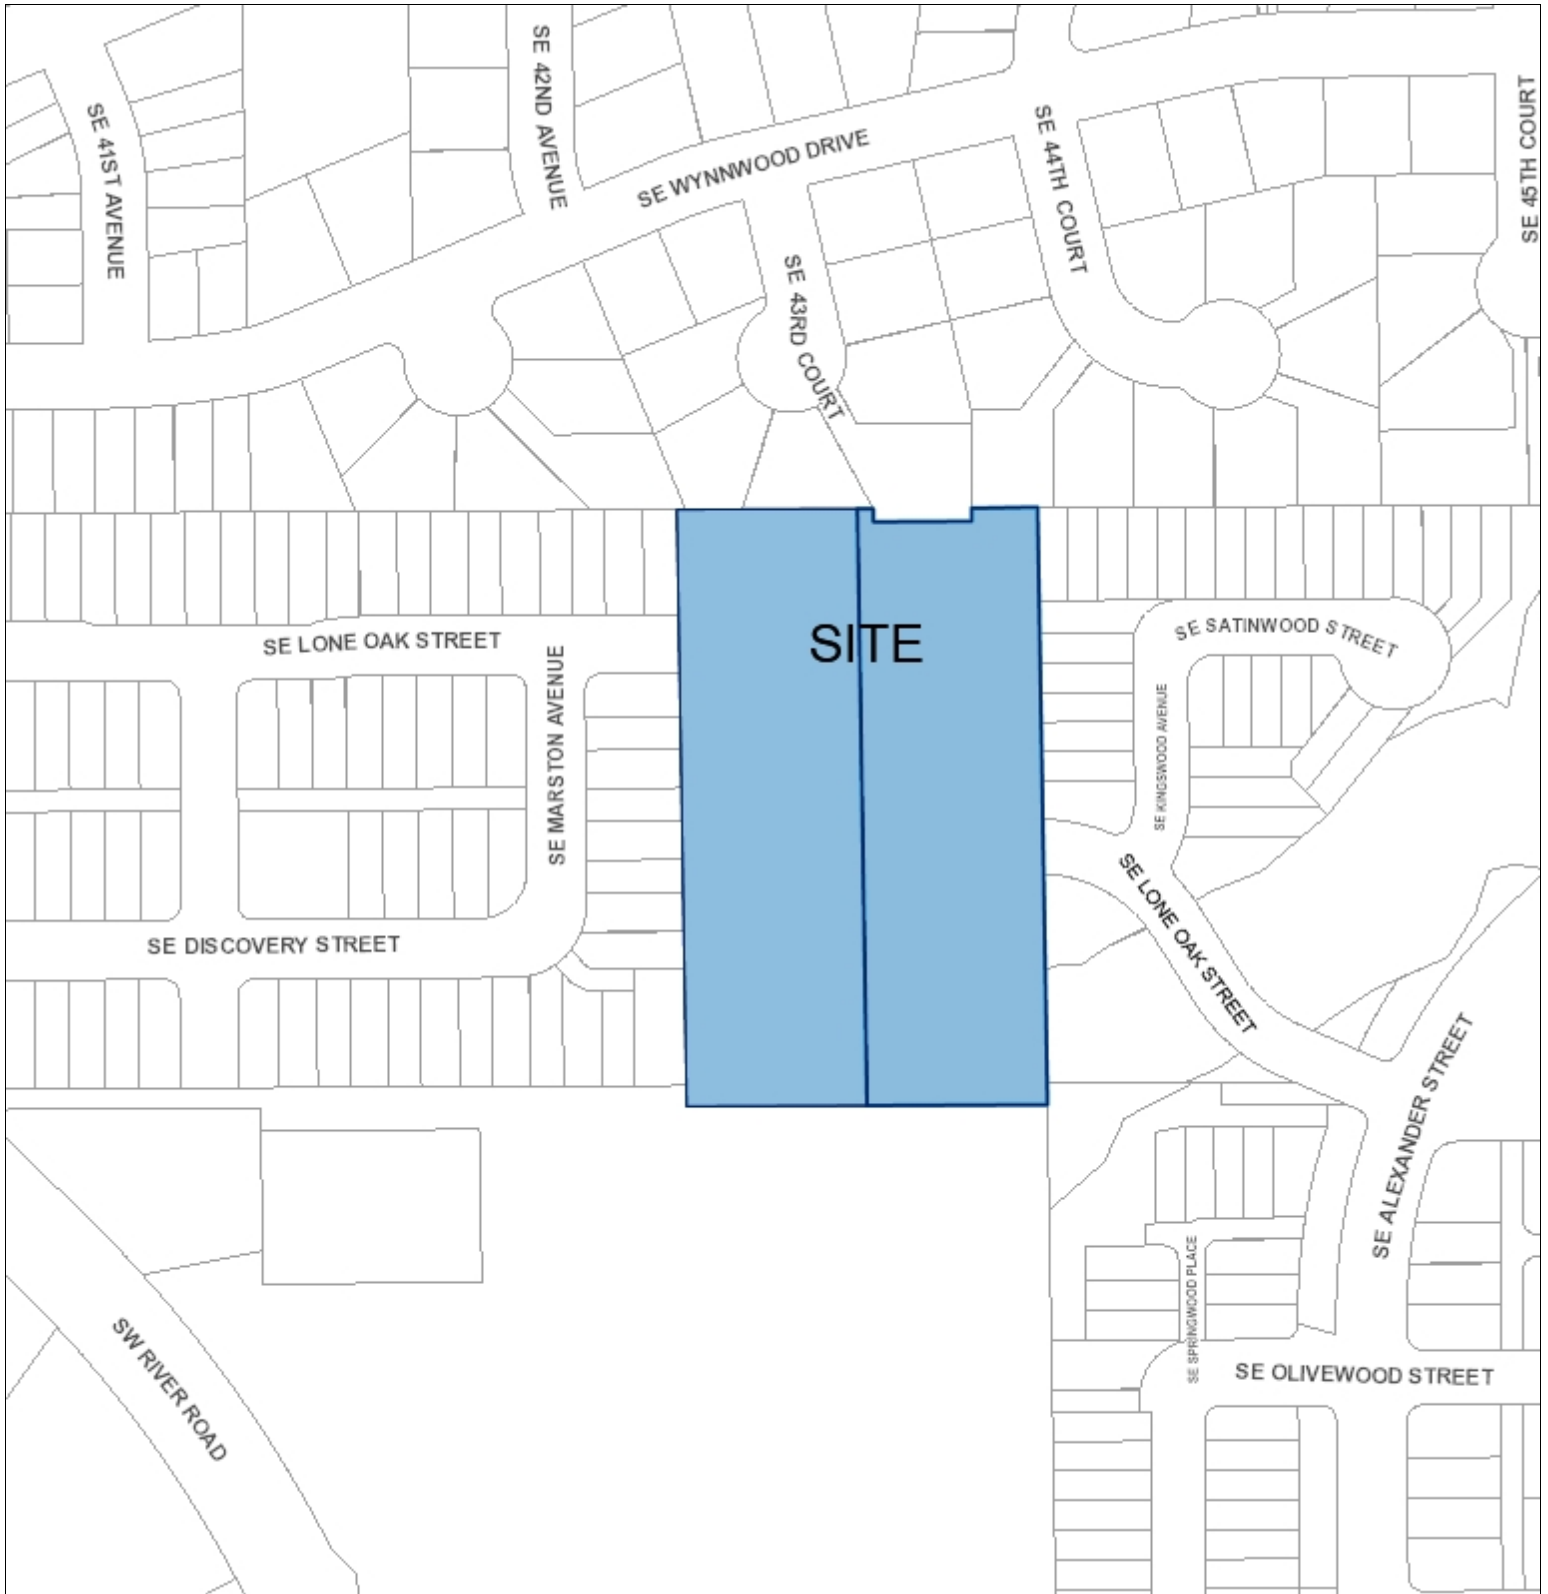 SE 41ST AVENUE
SE 42ND AVENUE
SE WYNNWOOD DRIVE
SE 43RD COURT
SE 44TH COURT
SE 45TH COURT
SITE
SE LONE OAK STREET
SE MARSTON AVENUE
SE SATINWOOD STREET
SE KINGSWOOD AVENUE
SE DISCOVERY STREET
SE LONE OAK STREET
SE ALEXANDER STREET
SE SPRINGWOOD PLACE
SW RIVER ROAD
SE OLIVEWOOD STREET